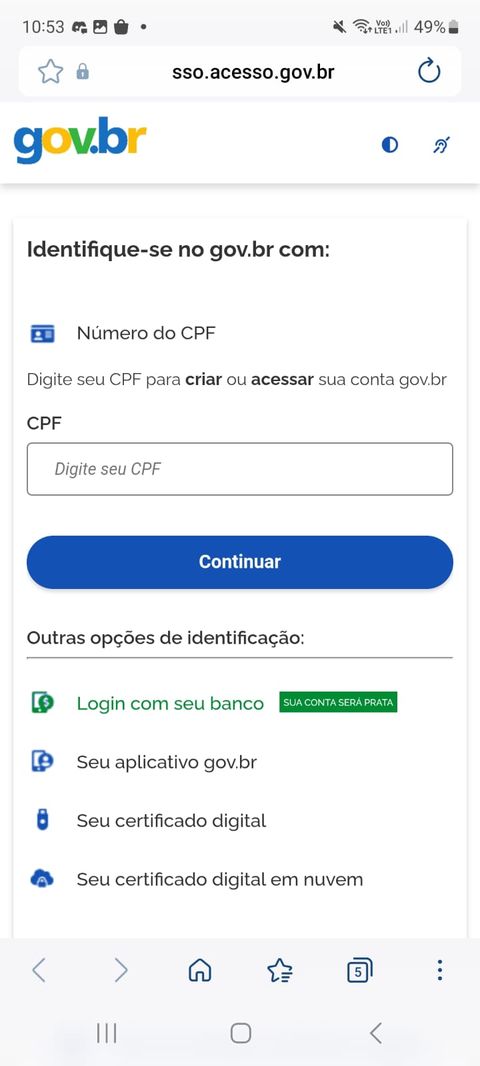 10:53
Vo)) LTE1 49%
sso.acesso.gov.br
gov.br
Identifique-se no gov.br com:
Número do CPF
Digite seu CPF para criar ou acessar sua conta gov.br
CPF
Digite seu CPF
Continuar
Outras opções de identificação:
Login com seu banco SUA CONTA SERÁ PRATA
Seu aplicativo gov.br
Seu certificado digital
Seu certificado digital em nuvem
5